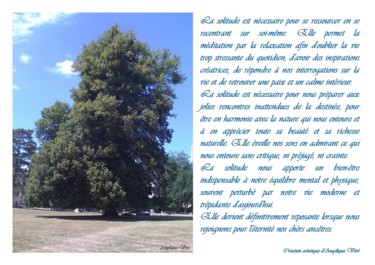 La solitude est nécessaire pour se ressourcer en se
recentrant sur soi-même. Elle permet la
méditation par la relaxation afin d'oublier la vie
trop stressante du quotidien, d'avoir des inspirations
créatrices, de répondre à nos interrogations sur la
vie et de retrouver une paix et un calme intérieur.
La solitude est nécessaire pour nous préparer aux
jolies rencontres inattendues de la destinée, pour
être en harmonie avec la nature qui nous entoure et
à en apprécier toute sa beauté et sa richesse
naturelle. Elle éveille nos sens en admirant ce qui
nous entoure sans critique, ni préjugé, ni crainte.
La solitude nous apporte un bien-être
indispensable à notre équilibre mental et physique,
souvent perturbé par notre vie moderne et
trépidante d'aujourd'hui.
Elle devient définitivement reposante lorsque nous
rejoignons pour l'éternité nos chers ancêtres.
Création artistique d'Angélique
Angélique